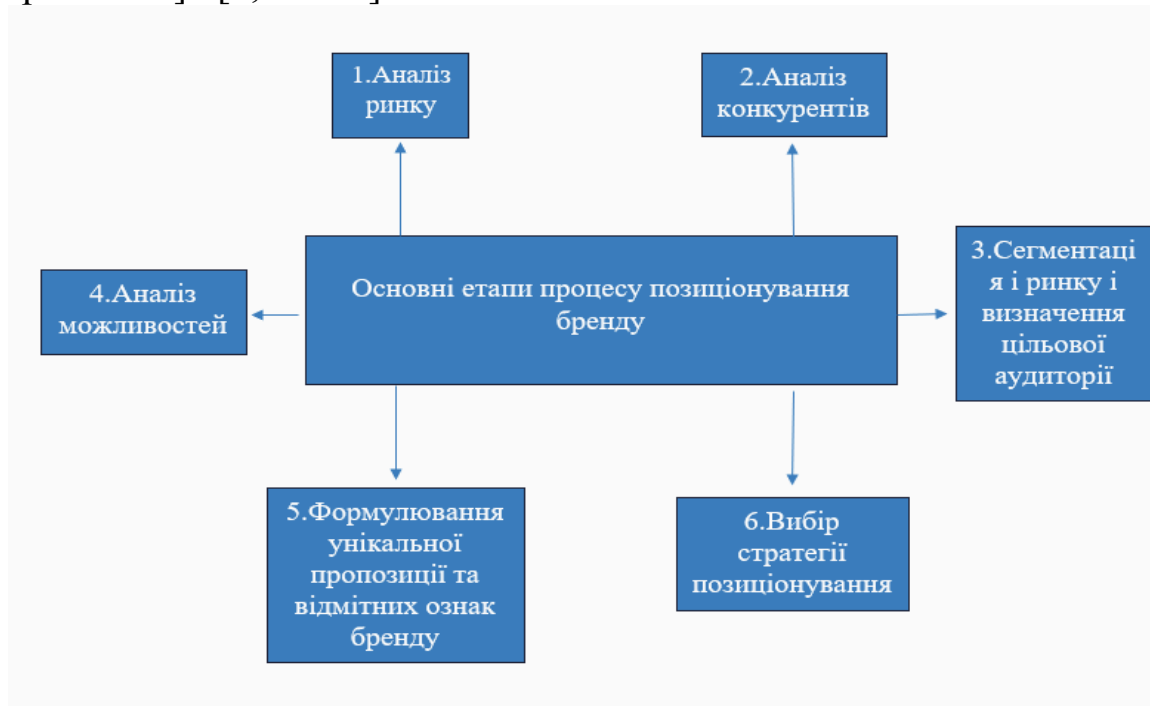 1.Аналіз
ринку
2.Аналіз
конкурентів
Основні етапи процесу позиціонування
бренду
3.Сегментаці
я і ринку і
визначення
цільової
аудиторії
4.Аналіз
можливостей
5.Формулювання
унікальної
пропозиції та
відмітних ознак
бренду
6.Вибір
стратегії
позиціонування